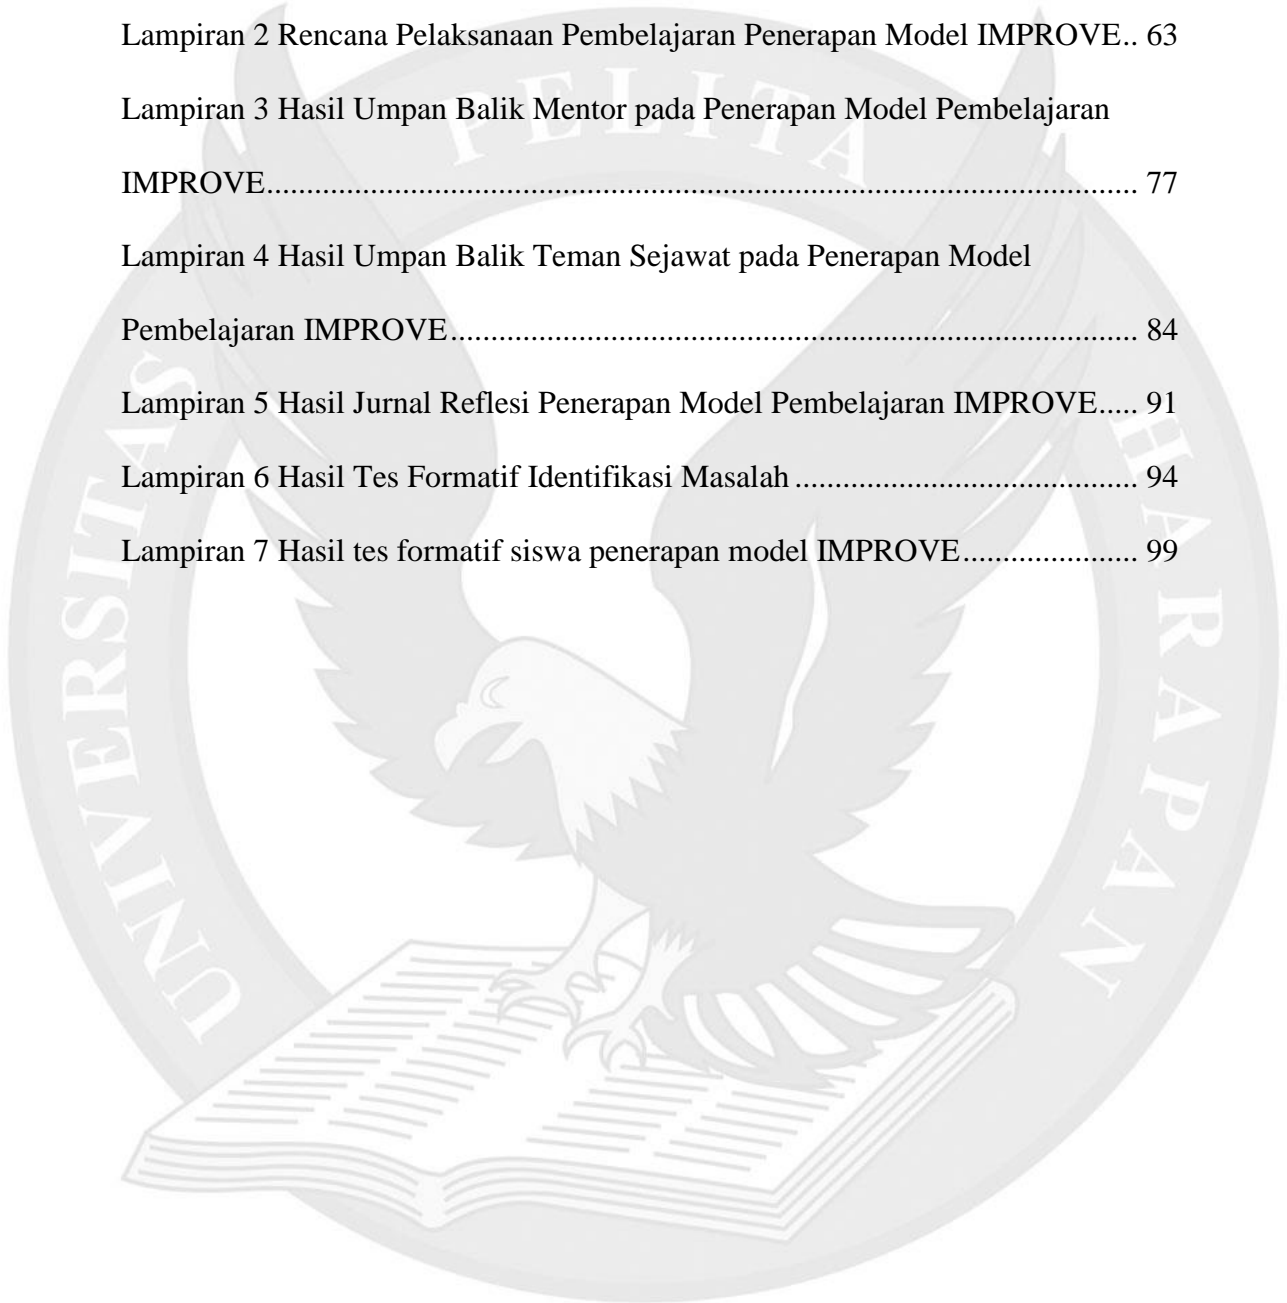 Lampiran 2 Rencana Pelaksanaan Pembelajaran Penerapan Model IMPROVE.. 63
Lampiran 3 Hasil Umpan Balik Mentor pada Penerapan Model Pembelajaran
IMPROVE............................................................................................ 77
Lampiran 4 Hasil Umpan Balik Teman Sejawat pada Penerapan Model
Pembelajaran IMPROVE......................................................................... 84
Lampiran 5 Hasil Jurnal Reflesi Penerapan Model Pembelajaran IMPROVE..... 91
Lampiran 6 Hasil Tes Formatif Identifikasi Masalah .................................... 94
Lampiran 7 Hasil tes formatif siswa penerapan model IMPROVE................... 99
UNIVERSITAS PELITA HARAPAN